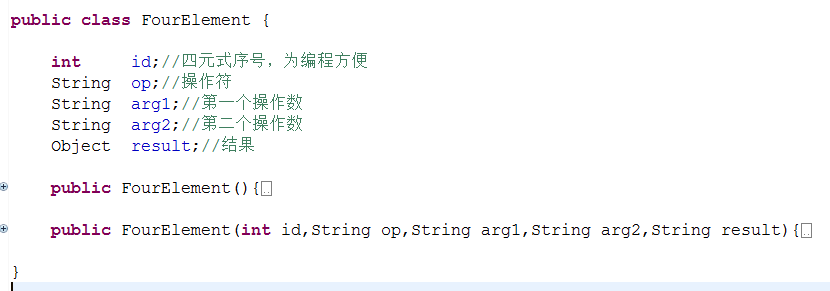 public class FourElement {
int id;//四元式序号，为编程方便
String op;//操作符
String arg1;//第一个操作数
String arg2;//第二个操作数
Object result;//结果
public FourElement(){
public FourElement(int id,String op,String arg1,String arg2,String result){
}